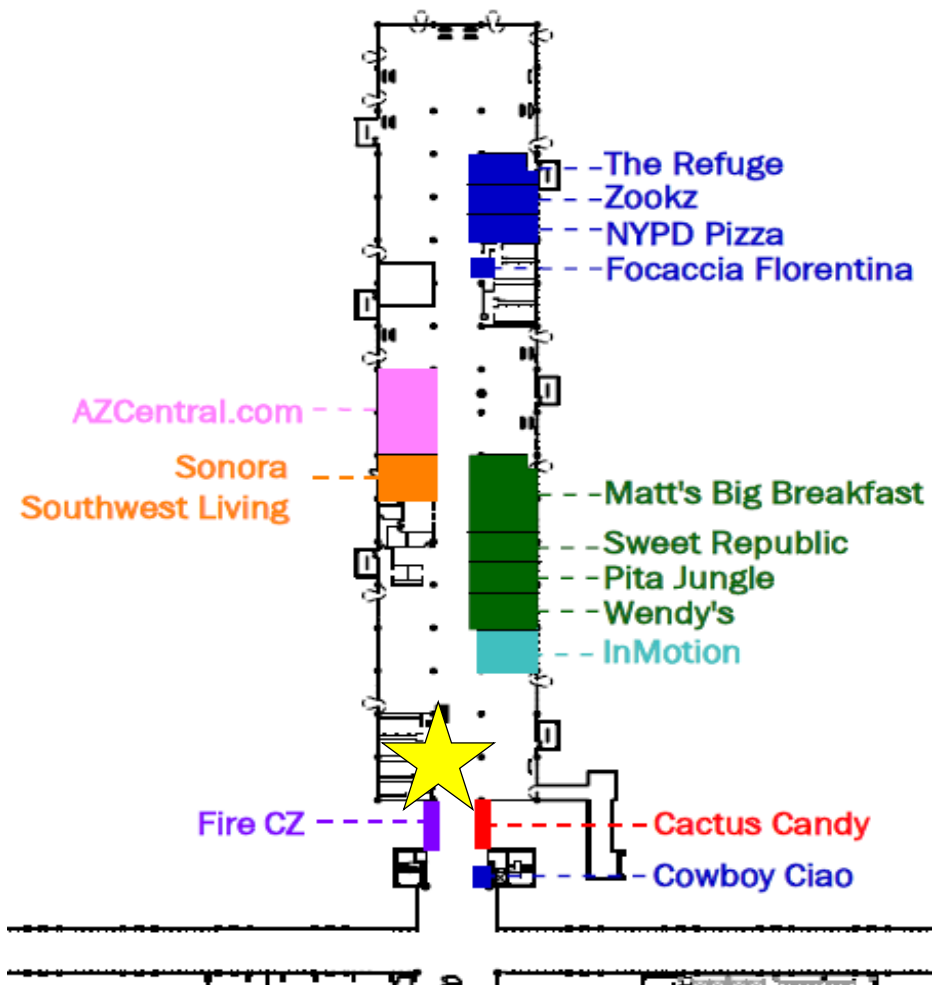 The Refuge
Zookz
NYPD Pizza
Focaccia Florentina
AZCentral.com
Sonora
Southwest Living
Matt's Big Breakfast
Sweet Republic
Pita Jungle
Wendy's
InMotion
Fire CZ
Cactus Candy
Cowboy Ciao